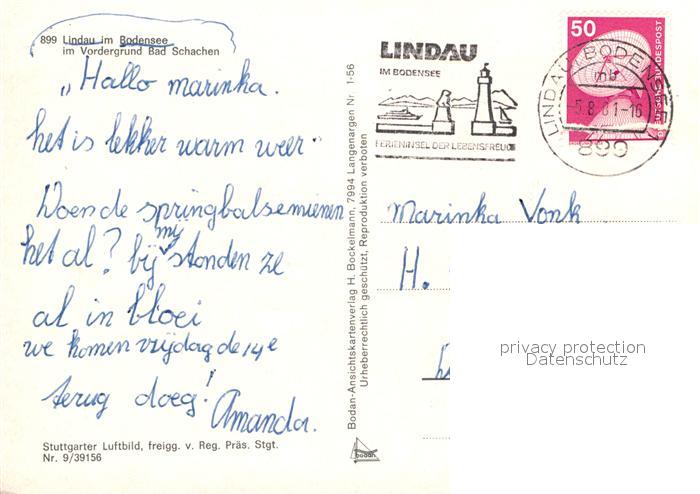 899 Lindau im Bodensee
im Vordergrund Bad Schachen
„Hallo marinka.
het is lekker warm weer.
Doen de springbalsemienen
het al? bij my stonden ze
al in bloei
we komen vrijdag de 14e
terug doeg!
Amanda.
Stuttgarter Luftbild, freigg. v. Reg. Präs. Stgt.
Nr. 9/39156
Bodan-Ansichtskartenverlag H. Bockelmann, 7994 Langenargen Nr. 1-56
Urheberrechtlich geschützt, Reproduktion verboten
bodan
LINDAU
IM BODENSEE
FERIENINSEL DER LEBENSFREUDE
50
DEUTSCHE BUNDESPOST
LINDAU, BODENSEE
mb
-5.8.81-16
899
Marinka Vonk
H.
privacy protection
Datenschutz